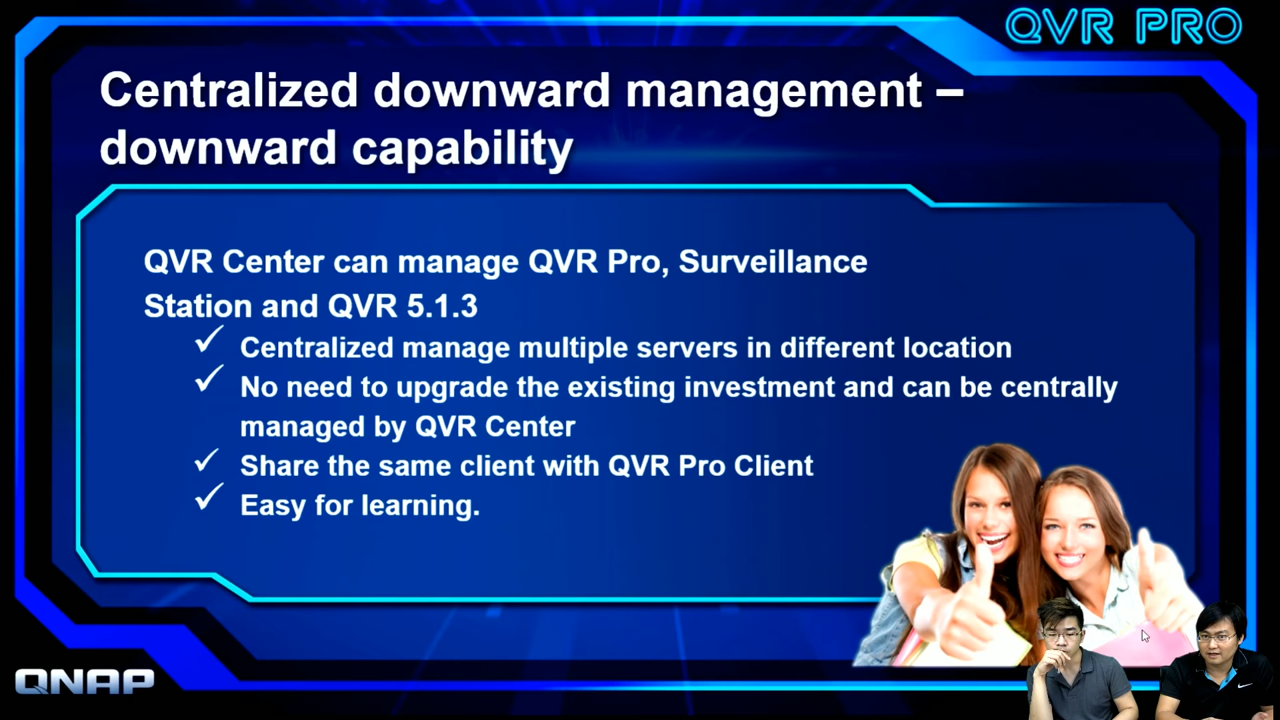 QVR PRO
Centralized downward management –
downward capability
QVR Center can manage QVR Pro, Surveillance
Station and QVR 5.1.3
✓ Centralized manage multiple servers in different location
✓ No need to upgrade the existing investment and can be centrally
managed by QVR Center
✓ Share the same client with QVR Pro Client
✓ Easy for learning.
QNAP